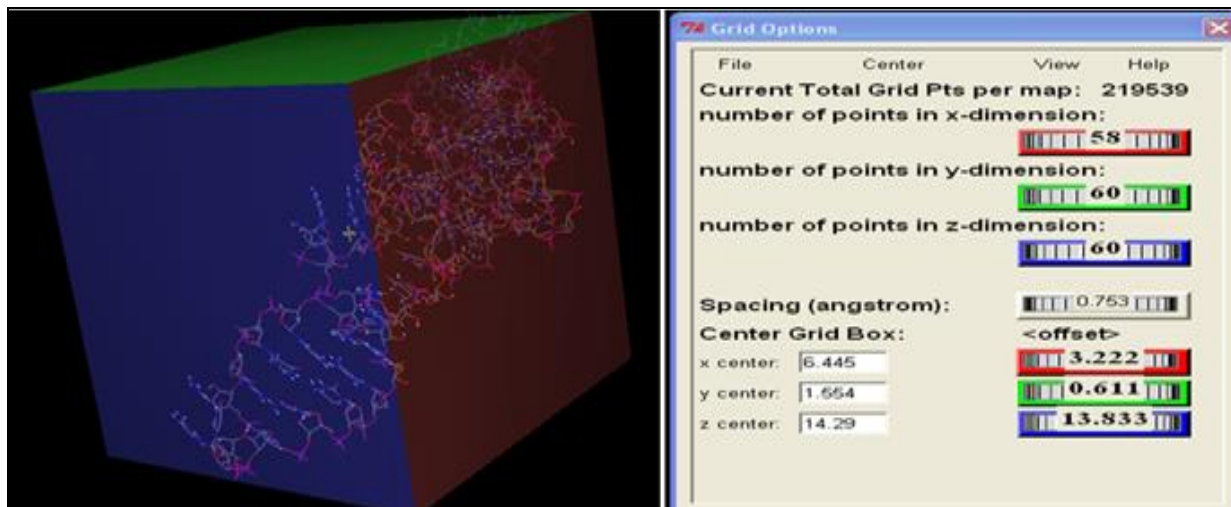 Grid Options
File Center View Help
Current Total Grid Pts per map: 219539
number of points in x-dimension:
58
number of points in y-dimension:
60
number of points in z-dimension:
60
Spacing (angstrom): 0.753
Center Grid Box: <offset>
x center: 6.445 3.222
y center: 1.554 0.611
z center: 14.29 13.833